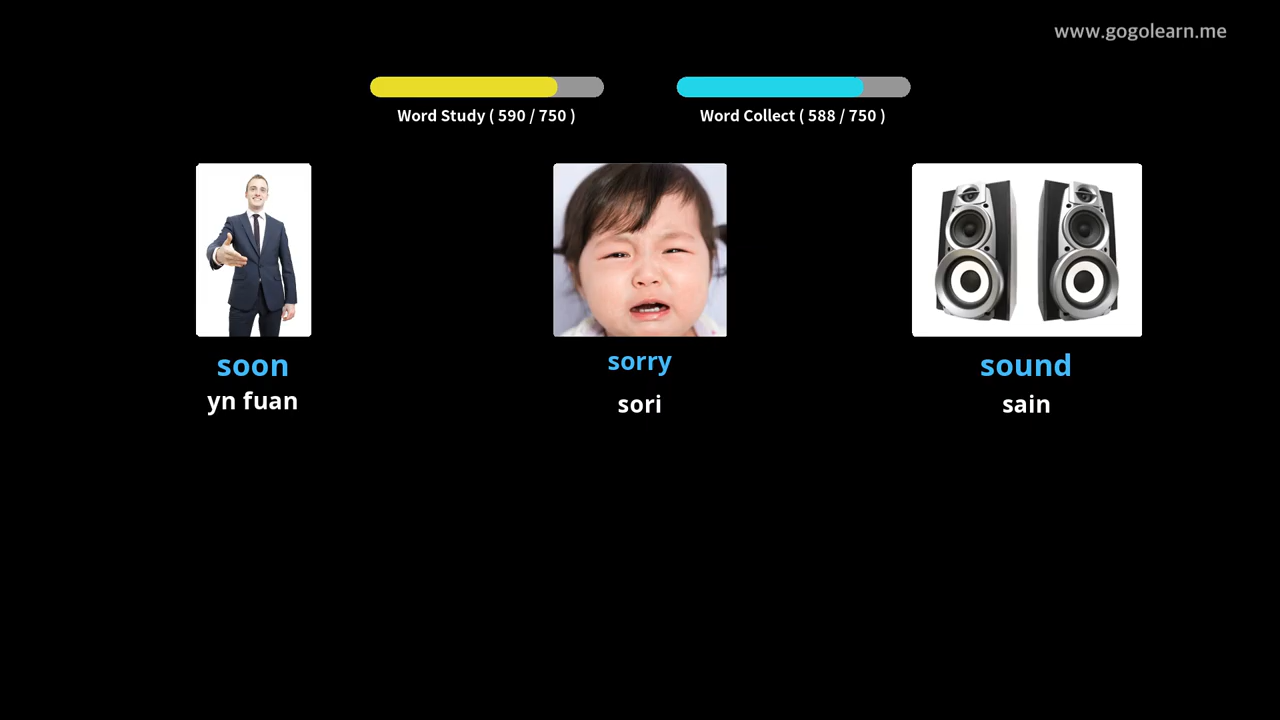 www.gogolearn.me
Word Study ( 590 / 750 )
Word Collect ( 588 / 750 )
soon
yn fuan
sorry
sori
sound
sain